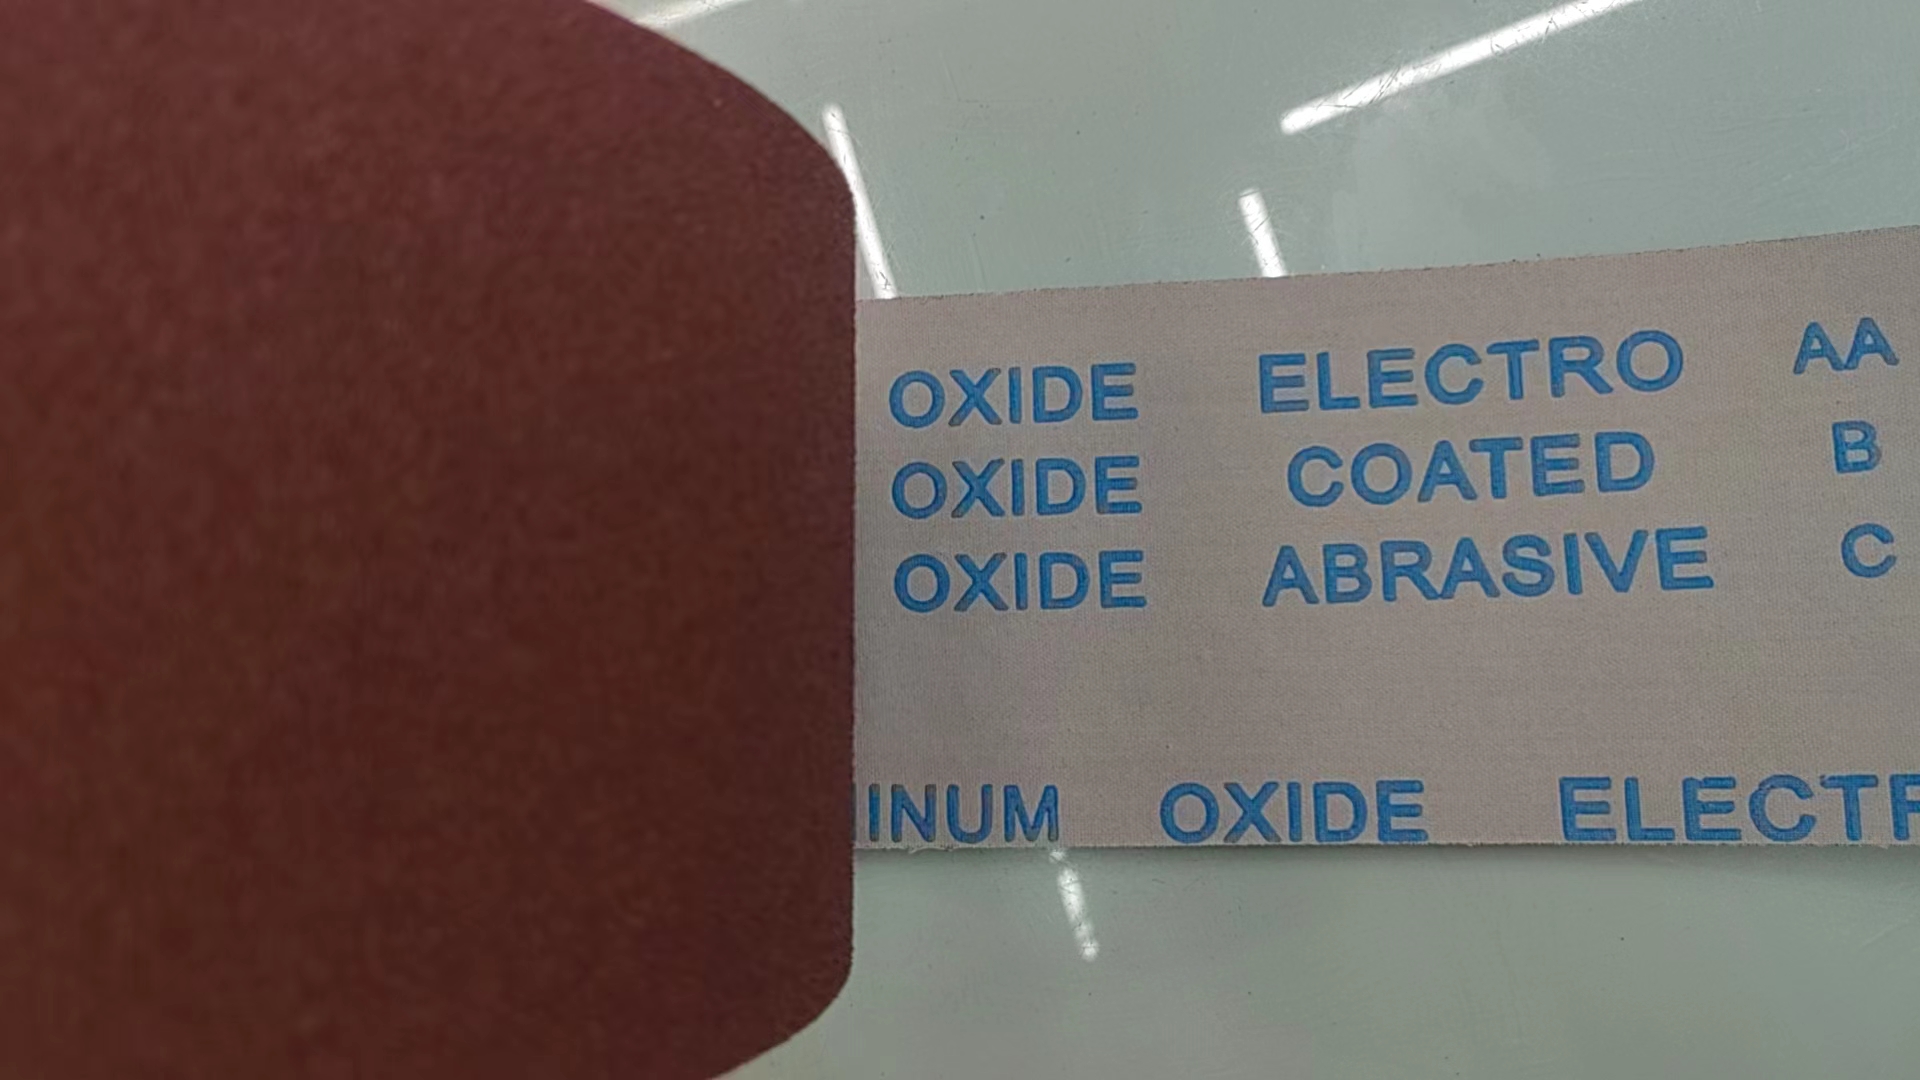 OXIDE ELECTRO AA
OXIDE COATED B
OXIDE ABRASIVE C
INUM OXIDE ELECTR